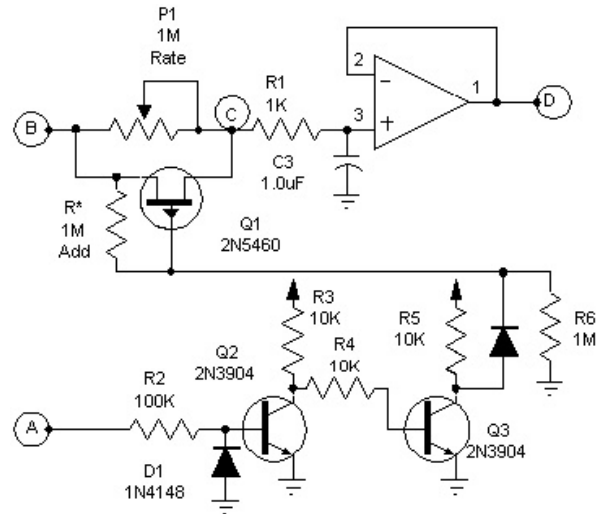 P1
1M
Rate
B
C
R1
1K
2
-
3
+
1
D
C3
1.0uF
R*
1M
Add
Q1
2N5460
R3
10K
R5
10K
R6
1M
Q2
2N3904
R4
10K
R2
100K
A
Q3
2N3904
D1
1N4148